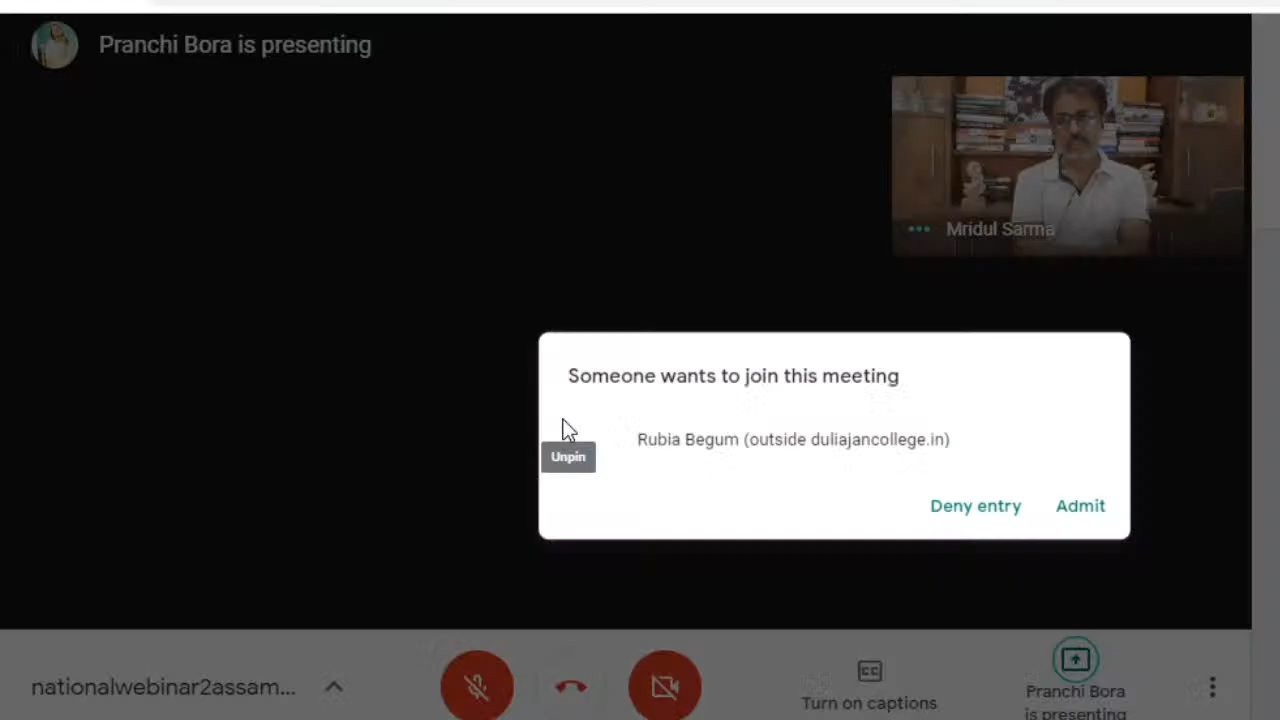 Pranchi Bora is presenting
Mridul Sarma
Someone wants to join this meeting
Rubia Begum (outside duliajancollege.in)
Unpin
Deny entry
Admit
nationalwebinar2assam...
CC
Turn on captions
Pranchi Bora
is presenting